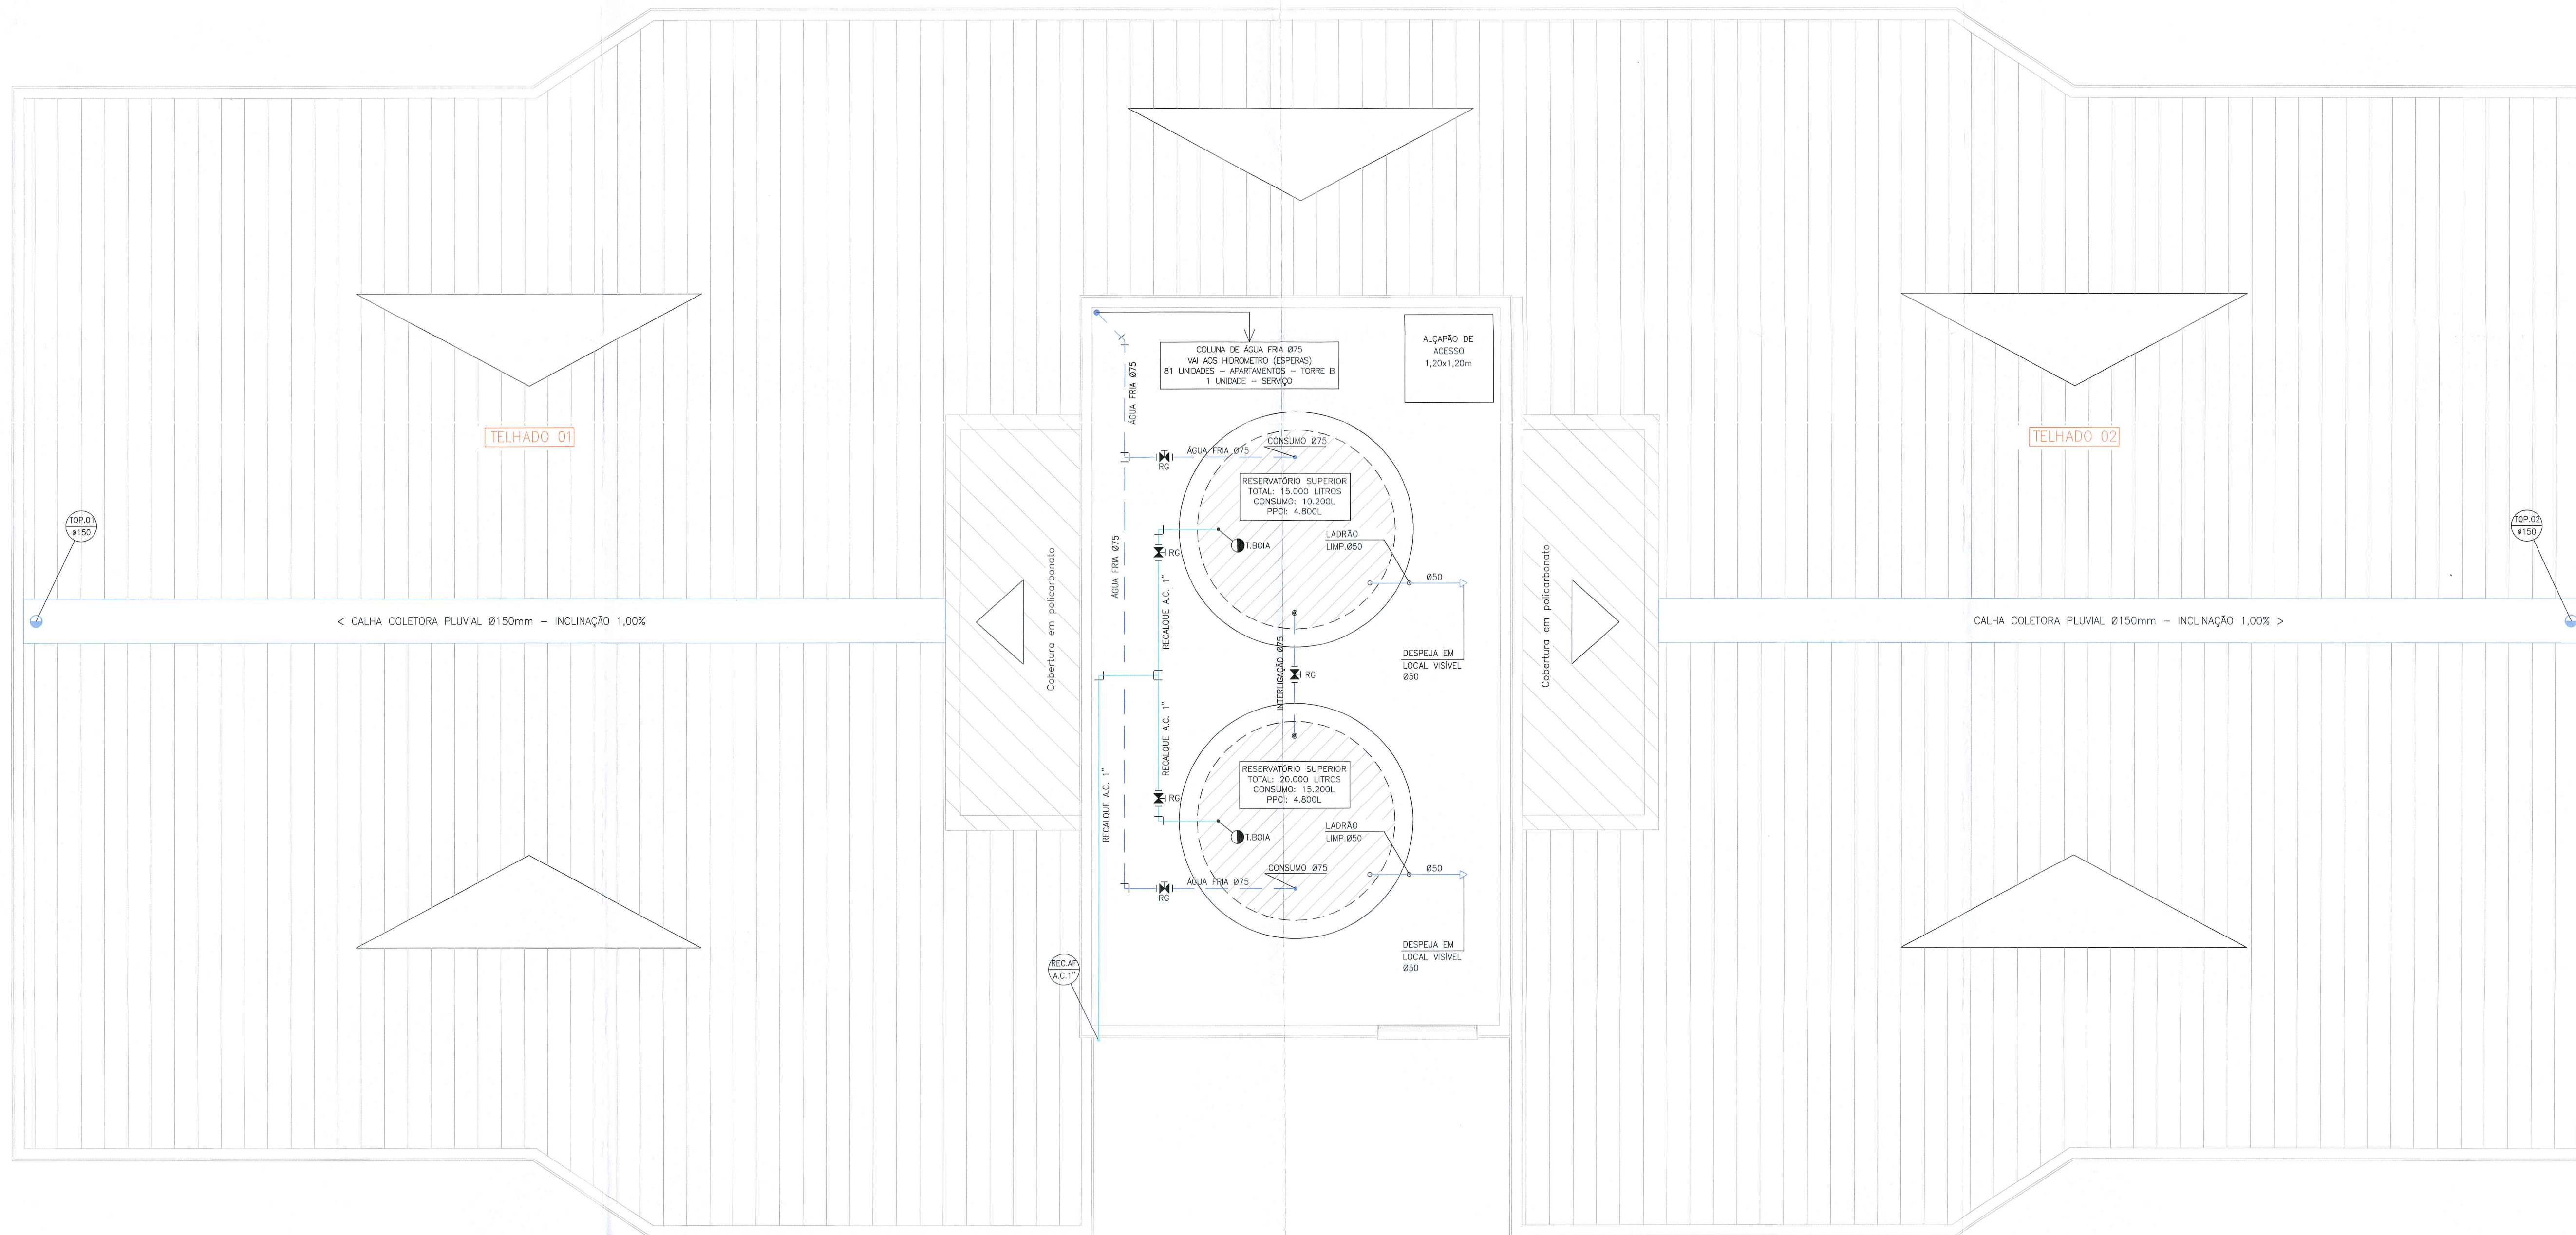 COLUNA DE ÁGUA FRIA Ø75
VAI AOS HIDROMETRO (ESPERAS)
81 UNIDADES – APARTAMENTOS – TORRE B
1 UNIDADE – SERVIÇO
ALÇAPÃO DE
ACESSO
1,20x1,20m
ÁGUA FRIA Ø75
TELHADO 01
TELHADO 02
CONSUMO Ø75
ÁGUA FRIA Ø75
RG
RESERVATÓRIO SUPERIOR
TOTAL: 15.000 LITROS
CONSUMO: 10.200L
PPCI: 4.800L
TQP.01
ø150
TQP.02
ø150
LADRÃO
LIMP.Ø50
T.BOIA
RG
ÁGUA FRIA Ø75
Ø50
RECALQUE A.C. 1"
Cobertura em policarbonato
Cobertura em policarbonato
< CALHA COLETORA PLUVIAL Ø150mm – INCLINAÇÃO 1,00%
CALHA COLETORA PLUVIAL Ø150mm – INCLINAÇÃO 1,00% >
DESPEJA EM
LOCAL VISÍVEL
Ø50
INTERLIGAÇÃO Ø75
RG
RECALQUE A.C. 1"
RECALQUE A.C. 1"
RESERVATÓRIO SUPERIOR
TOTAL: 20.000 LITROS
CONSUMO: 15.200L
PPCI: 4.800L
RG
LADRÃO
LIMP.Ø50
T.BOIA
CONSUMO Ø75
Ø50
ÁGUA FRIA Ø75
RG
DESPEJA EM
LOCAL VISÍVEL
Ø50
REC.AF
A.C.1"